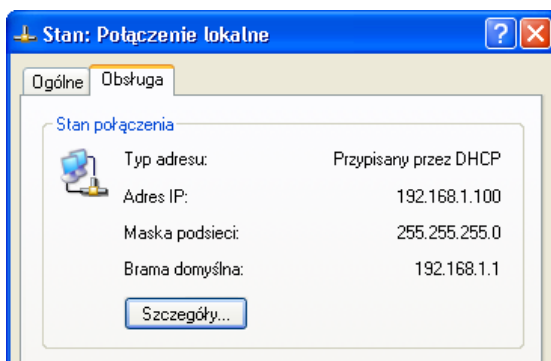 Stan: Połączenie lokalne
Ogólne Obsługa
Stan połączenia
Typ adresu: Przypisany przez DHCP
Adres IP: 192.168.1.100
Maska podsieci: 255.255.255.0
Brama domyślna: 192.168.1.1
Szczegóły...